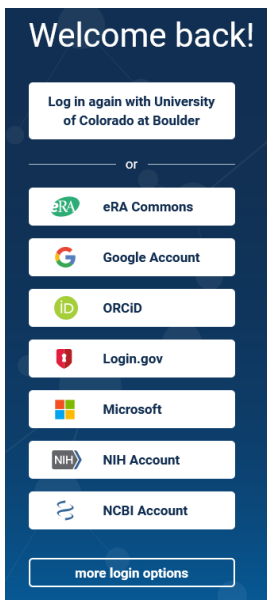 Welcome back!
Log in again with University
of Colorado at Boulder
or
eRA eRA Commons
Google Account
iD ORCiD
Login.gov
Microsoft
NIH NIH Account
NCBI Account
more login options